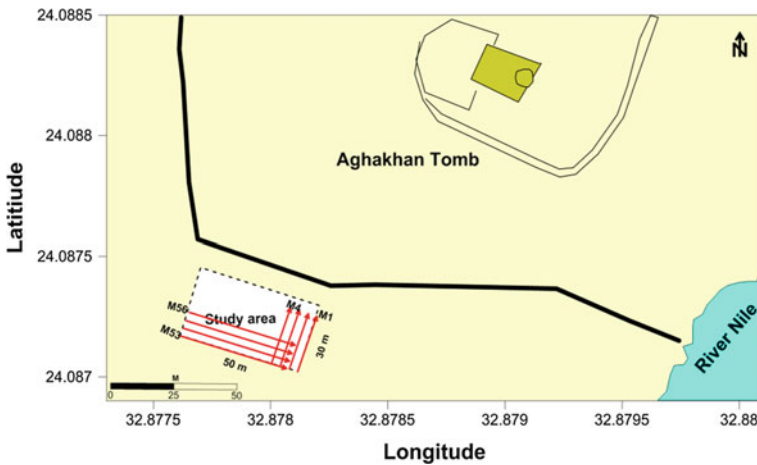 24.0885
24.088
24.0875
24.087
Latitiude
N
Aghakhan Tomb
M56
M53
Study area
M4
M1
30 m
50 m
M
0 25 50
River Nile
32.8775 32.878 32.8785 32.879 32.8795 32.88
Longitude